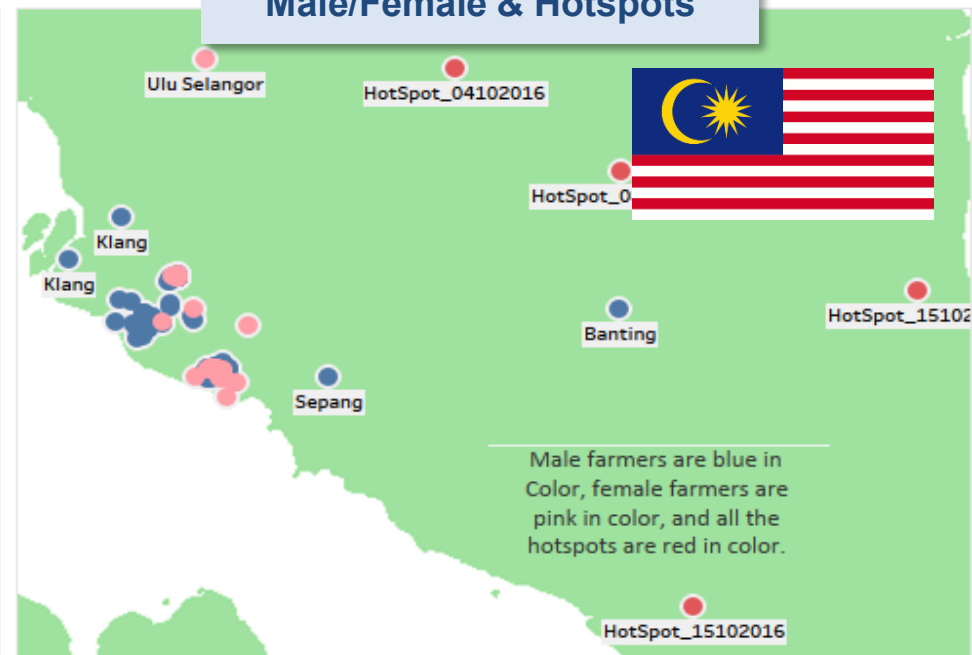 Male/Female & Hotspots
Ulu Selangor
HotSpot_04102016
HotSpot_0
Klang
Klang
HotSpot_15102
Banting
Sepang
Male farmers are blue in
Color, female farmers are
pink in color, and all the
hotspots are red in color.
HotSpot_15102016